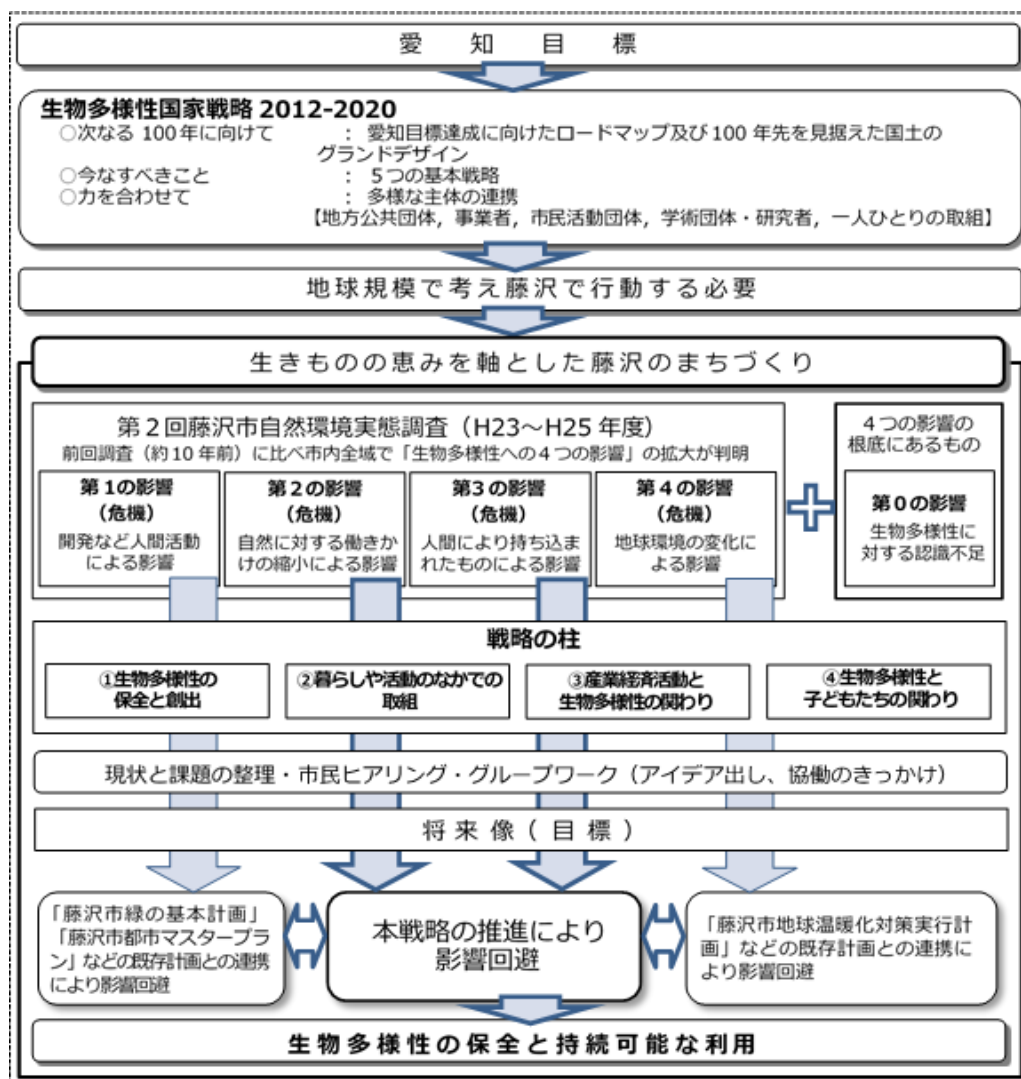 愛知目標
生物多様性国家戦略 2012-2020
○次なる 100 年に向けて : 愛知目標達成に向けたロードマップ及び 100 年先を見据えた国土の
グランドデザイン
○今なすべきこと : 5つの基本戦略
○力を合わせて : 多様な主体の連携
【地方公共団体，事業者，市民活動団体，学術団体・研究者，一人ひとりの取組】
地球規模で考え藤沢で行動する必要
生きものの恵みを軸とした藤沢のまちづくり
第2回藤沢市自然環境実態調査（H23～H25 年度）
前回調査（約10年前）に比べ市内全域で「生物多様性への4つの影響」の拡大が判明
第1の影響
（危機）
開発など人間活動
による影響
第2の影響
（危機）
自然に対する働きか
けの縮小による影響
第3の影響
（危機）
人間により持ち込ま
れたものによる影響
第4の影響
（危機）
地球環境の変化に
よる影響
4つの影響の
根底にあるもの
第0の影響
生物多様性に
対する認識不足
戦略の柱
①生物多様性の
保全と創出
②暮らしや活動のなかでの
取組
③産業経済活動と
生物多様性の関わり
④生物多様性と
子どもたちの関わり
現状と課題の整理・市民ヒアリング・グループワーク（アイデア出し、協働のきっかけ）
将来像（目標）
「藤沢市緑の基本計画」
「藤沢市都市マスタープラ
ン」などの既存計画との連携
により影響回避
本戦略の推進により
影響回避
「藤沢市地球温暖化対策実行計
画」などの既存計画との連携に
より影響回避
生物多様性の保全と持続可能な利用